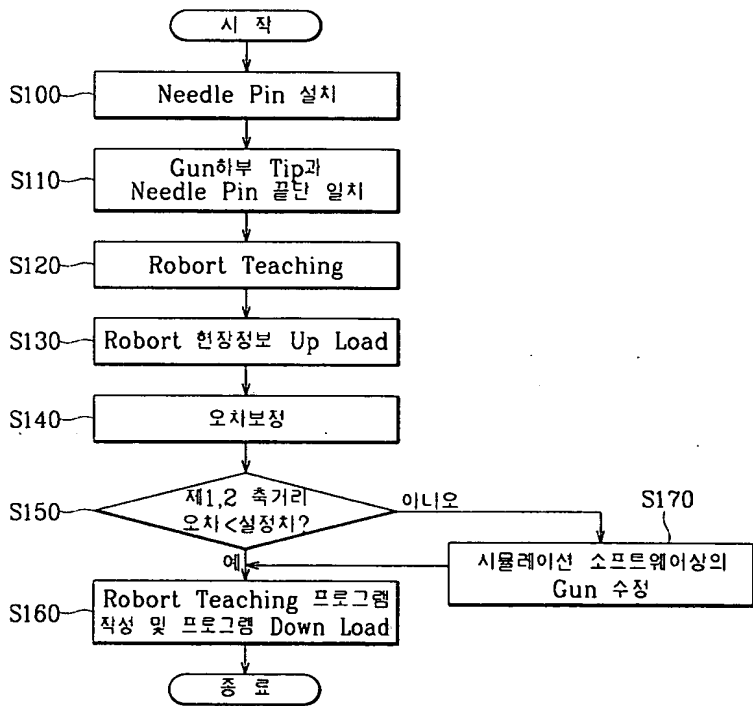 시 작
S100
Needle Pin 설치
S110
Gun하부 Tip과
Needle Pin 끝단 일치
S120
Robort Teaching
S130
Robort 현장정보 Up Load
S140
오차보정
S150
제1,2 축거리
오차<설정치?
아니오
S170
예
시뮬레이션 소프트웨어상의
Gun 수정
S160
Robort Teaching 프로그램
작성 및 프로그램 Down Load
종 료